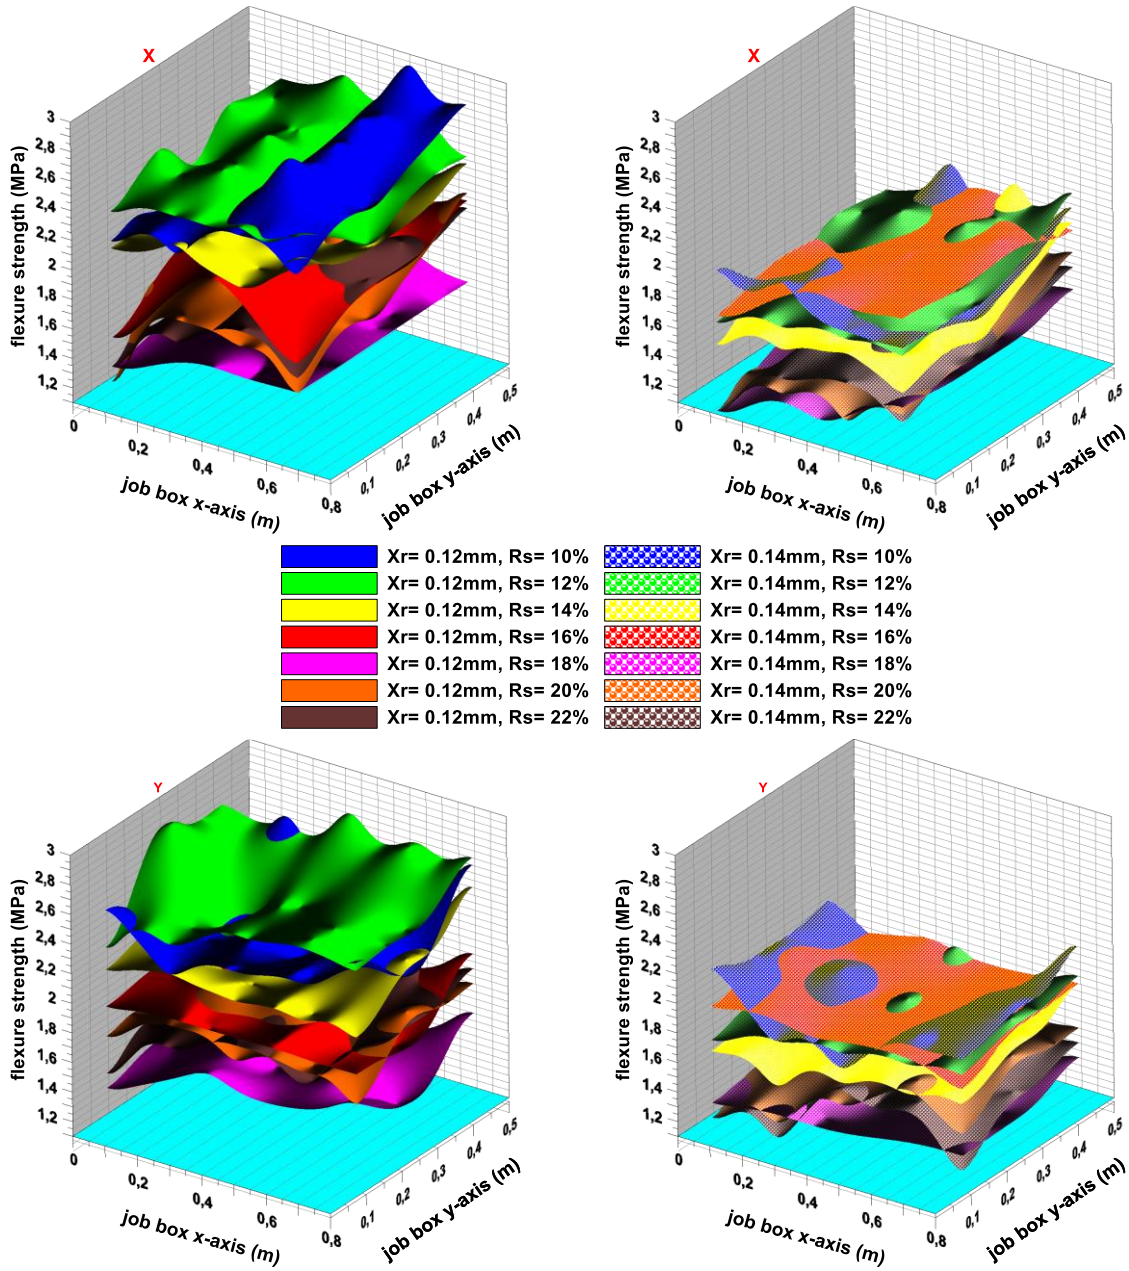 X
X
3
2,8
2,6
2,4
2,2
2
1,8
1,6
1,4
1,2
flexure strength (MPa)
0
0,2
0,4
0,6
0,8
job box x-axis (m)
0,1
0,2
0,3
0,4
0,5
job box y-axis (m)
3
2,8
2,6
2,4
2,2
2
1,8
1,6
1,4
1,2
flexure strength (MPa)
0
0,2
0,4
0,6
0,8
job box x-axis (m)
0,1
0,2
0,3
0,4
0,5
job box y-axis (m)
Xr= 0.12mm, Rs= 10%
Xr= 0.14mm, Rs= 10%
Xr= 0.12mm, Rs= 12%
Xr= 0.14mm, Rs= 12%
Xr= 0.12mm, Rs= 14%
Xr= 0.14mm, Rs= 14%
Xr= 0.12mm, Rs= 16%
Xr= 0.14mm, Rs= 16%
Xr= 0.12mm, Rs= 18%
Xr= 0.14mm, Rs= 18%
Xr= 0.12mm, Rs= 20%
Xr= 0.14mm, Rs= 20%
Xr= 0.12mm, Rs= 22%
Xr= 0.14mm, Rs= 22%
Y
Y
3
2,8
2,6
2,4
2,2
2
1,8
1,6
1,4
1,2
flexure strength (MPa)
0
0,2
0,4
0,6
0,8
job box x-axis (m)
0,1
0,2
0,3
0,4
0,5
job box y-axis (m)
3
2,8
2,6
2,4
2,2
2
1,8
1,6
1,4
1,2
flexure strength (MPa)
0
0,2
0,4
0,6
0,8
job box x-axis (m)
0,1
0,2
0,3
0,4
0,5
job box y-axis (m)